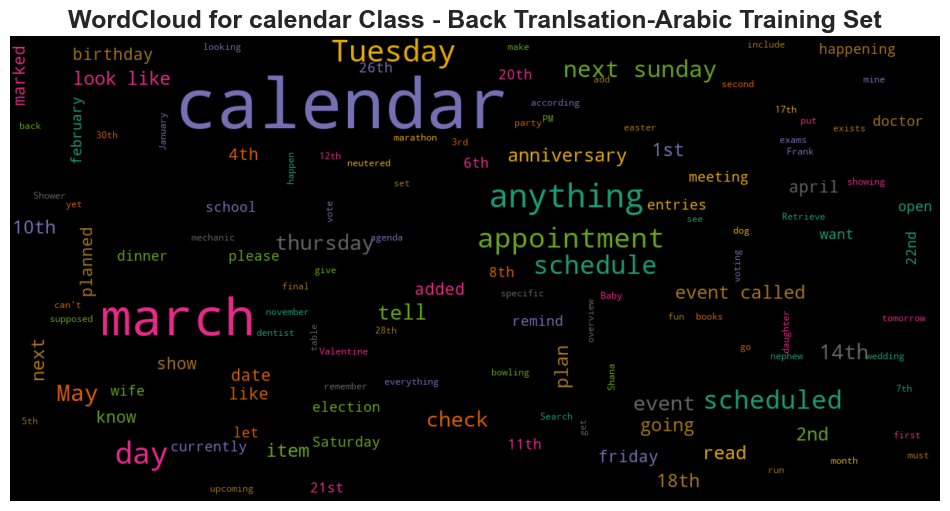 WordCloud for calendar Class - Back Tranlsation-Arabic Training Set
marked
birthday
looking
Tuesday
make
include
happening
look like
26th
20th
next sunday
add
second
mine
calendar
according
17th
february
back
30th
January
party
PM
easter
put
exists
doctor
marathon
3rd
exams
Frank
4th
happen
12th
neutered
6th
anniversary
1st
meeting
april
showing
set
anything
entries
Shower
yet
school
vote
see
Retrieve
open
10th
planned
mechanic
thursday
agenda
appointment
dog
want
22nd
dinner
please
give
8th
schedule
voting
can't
final
added
specific
Baby
event called
supposed
march
november
tell
remind
overview
fun
books
daughter
tomorrow
dentist
table
28th
next
show
Valentine
plan
go
nephew
14th
wedding
May
wife
date
like
remember
everything
bowling
Shana
7th
5th
know
election
check
Search
get
event
scheduled
going
let
day
currently
item
Saturday
11th
friday
read
2nd
first
month
must
upcoming
21st
18th
run